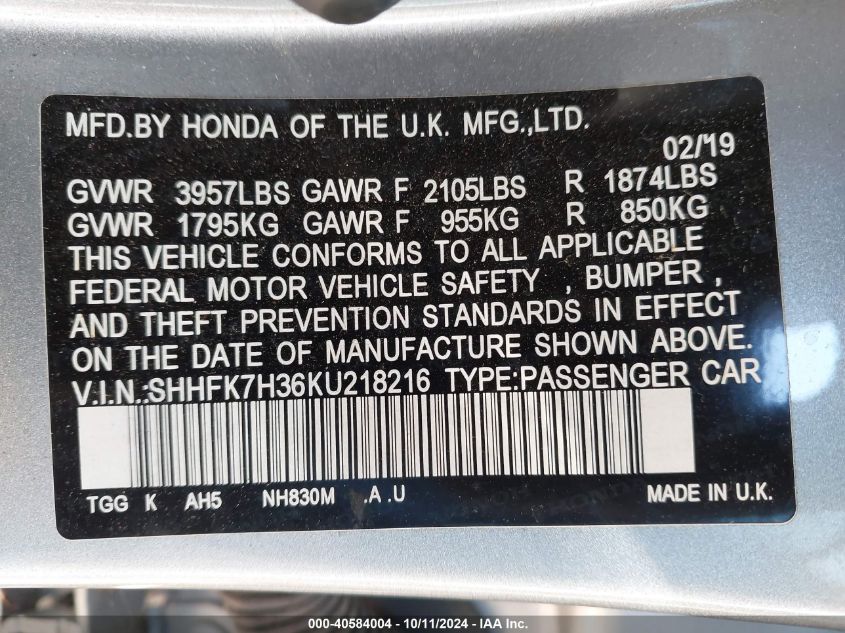 MFD.BY HONDA OF THE U.K. MFG.,LTD.
02/'19
GVWR 3957LBS GAWR F 2105LBS R 1874LBS
GVWR 1795KG GAWR F 955KG R 850KG
THIS VEHICLE CONFORMS TO ALL APPLICABLE
FEDERAL MOTOR VEHICLE SAFETY , BUMPER ,
AND THEFT PREVENTION STANDARDS IN EFFECT
ON THE DATE OF MANUFACTURE SHOWN ABOVE.
V.I.N.:SHHFK7H36KU218216 TYPE:PASSENGER CAR
TGG K AH5 NH830M .A .U MADE IN U.K.
000-40584004 - 10/11/2024 - IAA Inc.